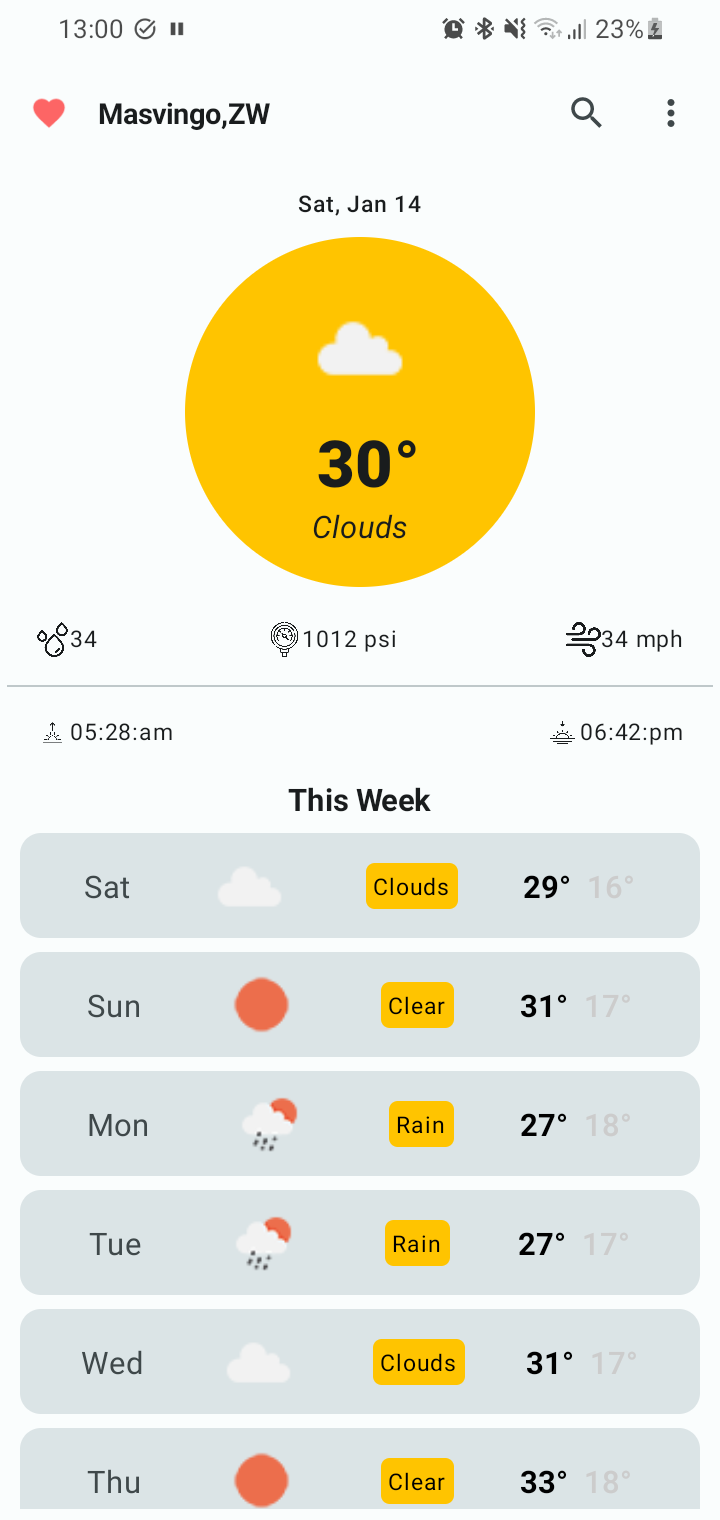 13:00 23%
Masvingo,ZW
Sat, Jan 14
30°
Clouds
34 1012 psi 34 mph
05:28:am 06:42:pm
This Week
Sat Clouds 29° 16°
Sun Clear 31° 17°
Mon Rain 27° 18°
Tue Rain 27° 17°
Wed Clouds 31° 17°
Thu Clear 33° 18°